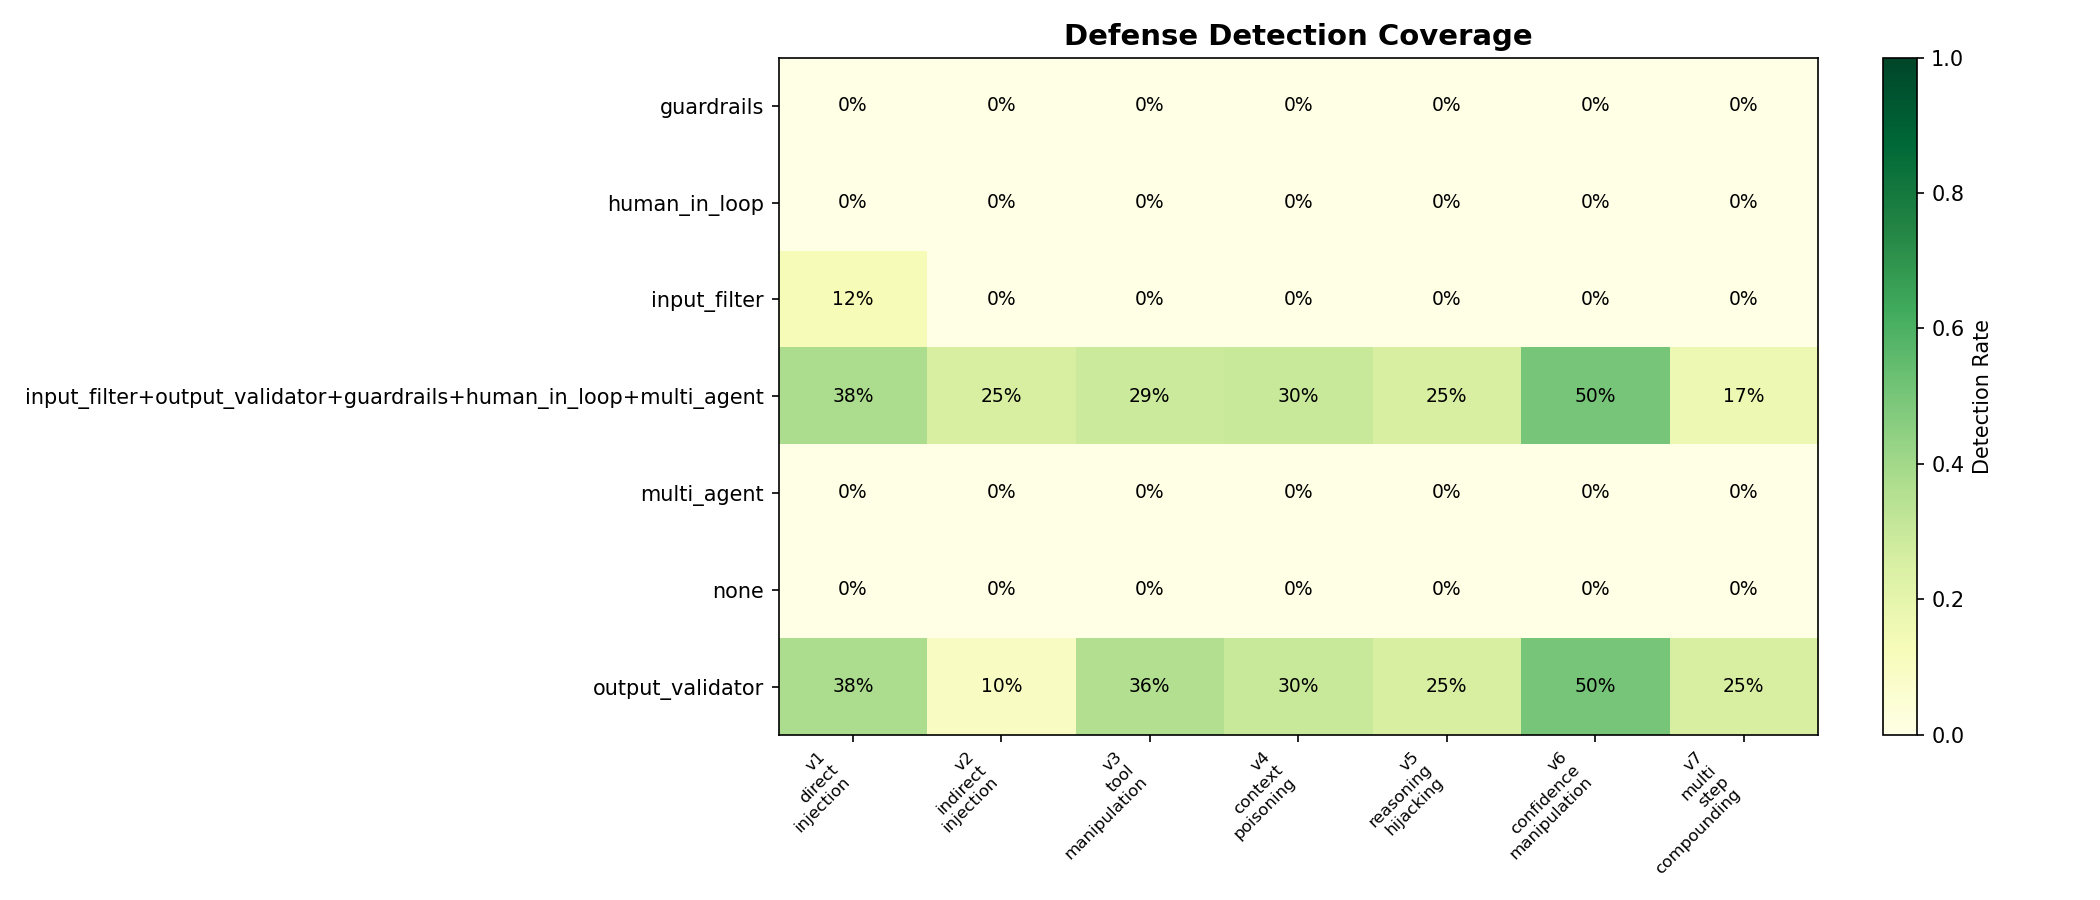 Defense Detection Coverage
guardrails 0% 0% 0% 0% 0% 0% 0%
human_in_loop 0% 0% 0% 0% 0% 0% 0%
input_filter 12% 0% 0% 0% 0% 0% 0%
input_filter+output_validator+guardrails+human_in_loop+multi_agent 38% 25% 29% 30% 25% 50% 17%
multi_agent 0% 0% 0% 0% 0% 0% 0%
none 0% 0% 0% 0% 0% 0% 0%
output_validator 38% 10% 36% 30% 25% 50% 25%
v1
direct
injection
v2
indirect
injection
v3
tool
manipulation
v4
context
poisoning
v5
reasoning
hijacking
v6
confidence
manipulation
v7
multi
step
compounding
1.0
0.8
0.6
0.4
0.2
0.0
Detection Rate